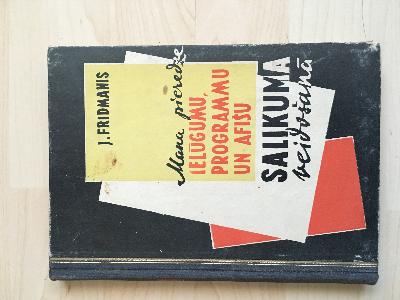 J. FRIDMANIS
Mana pieredze
IELŪGUMU,
PROGRAMMU
UN AFIŠU
SALIKUMA
veidošanā